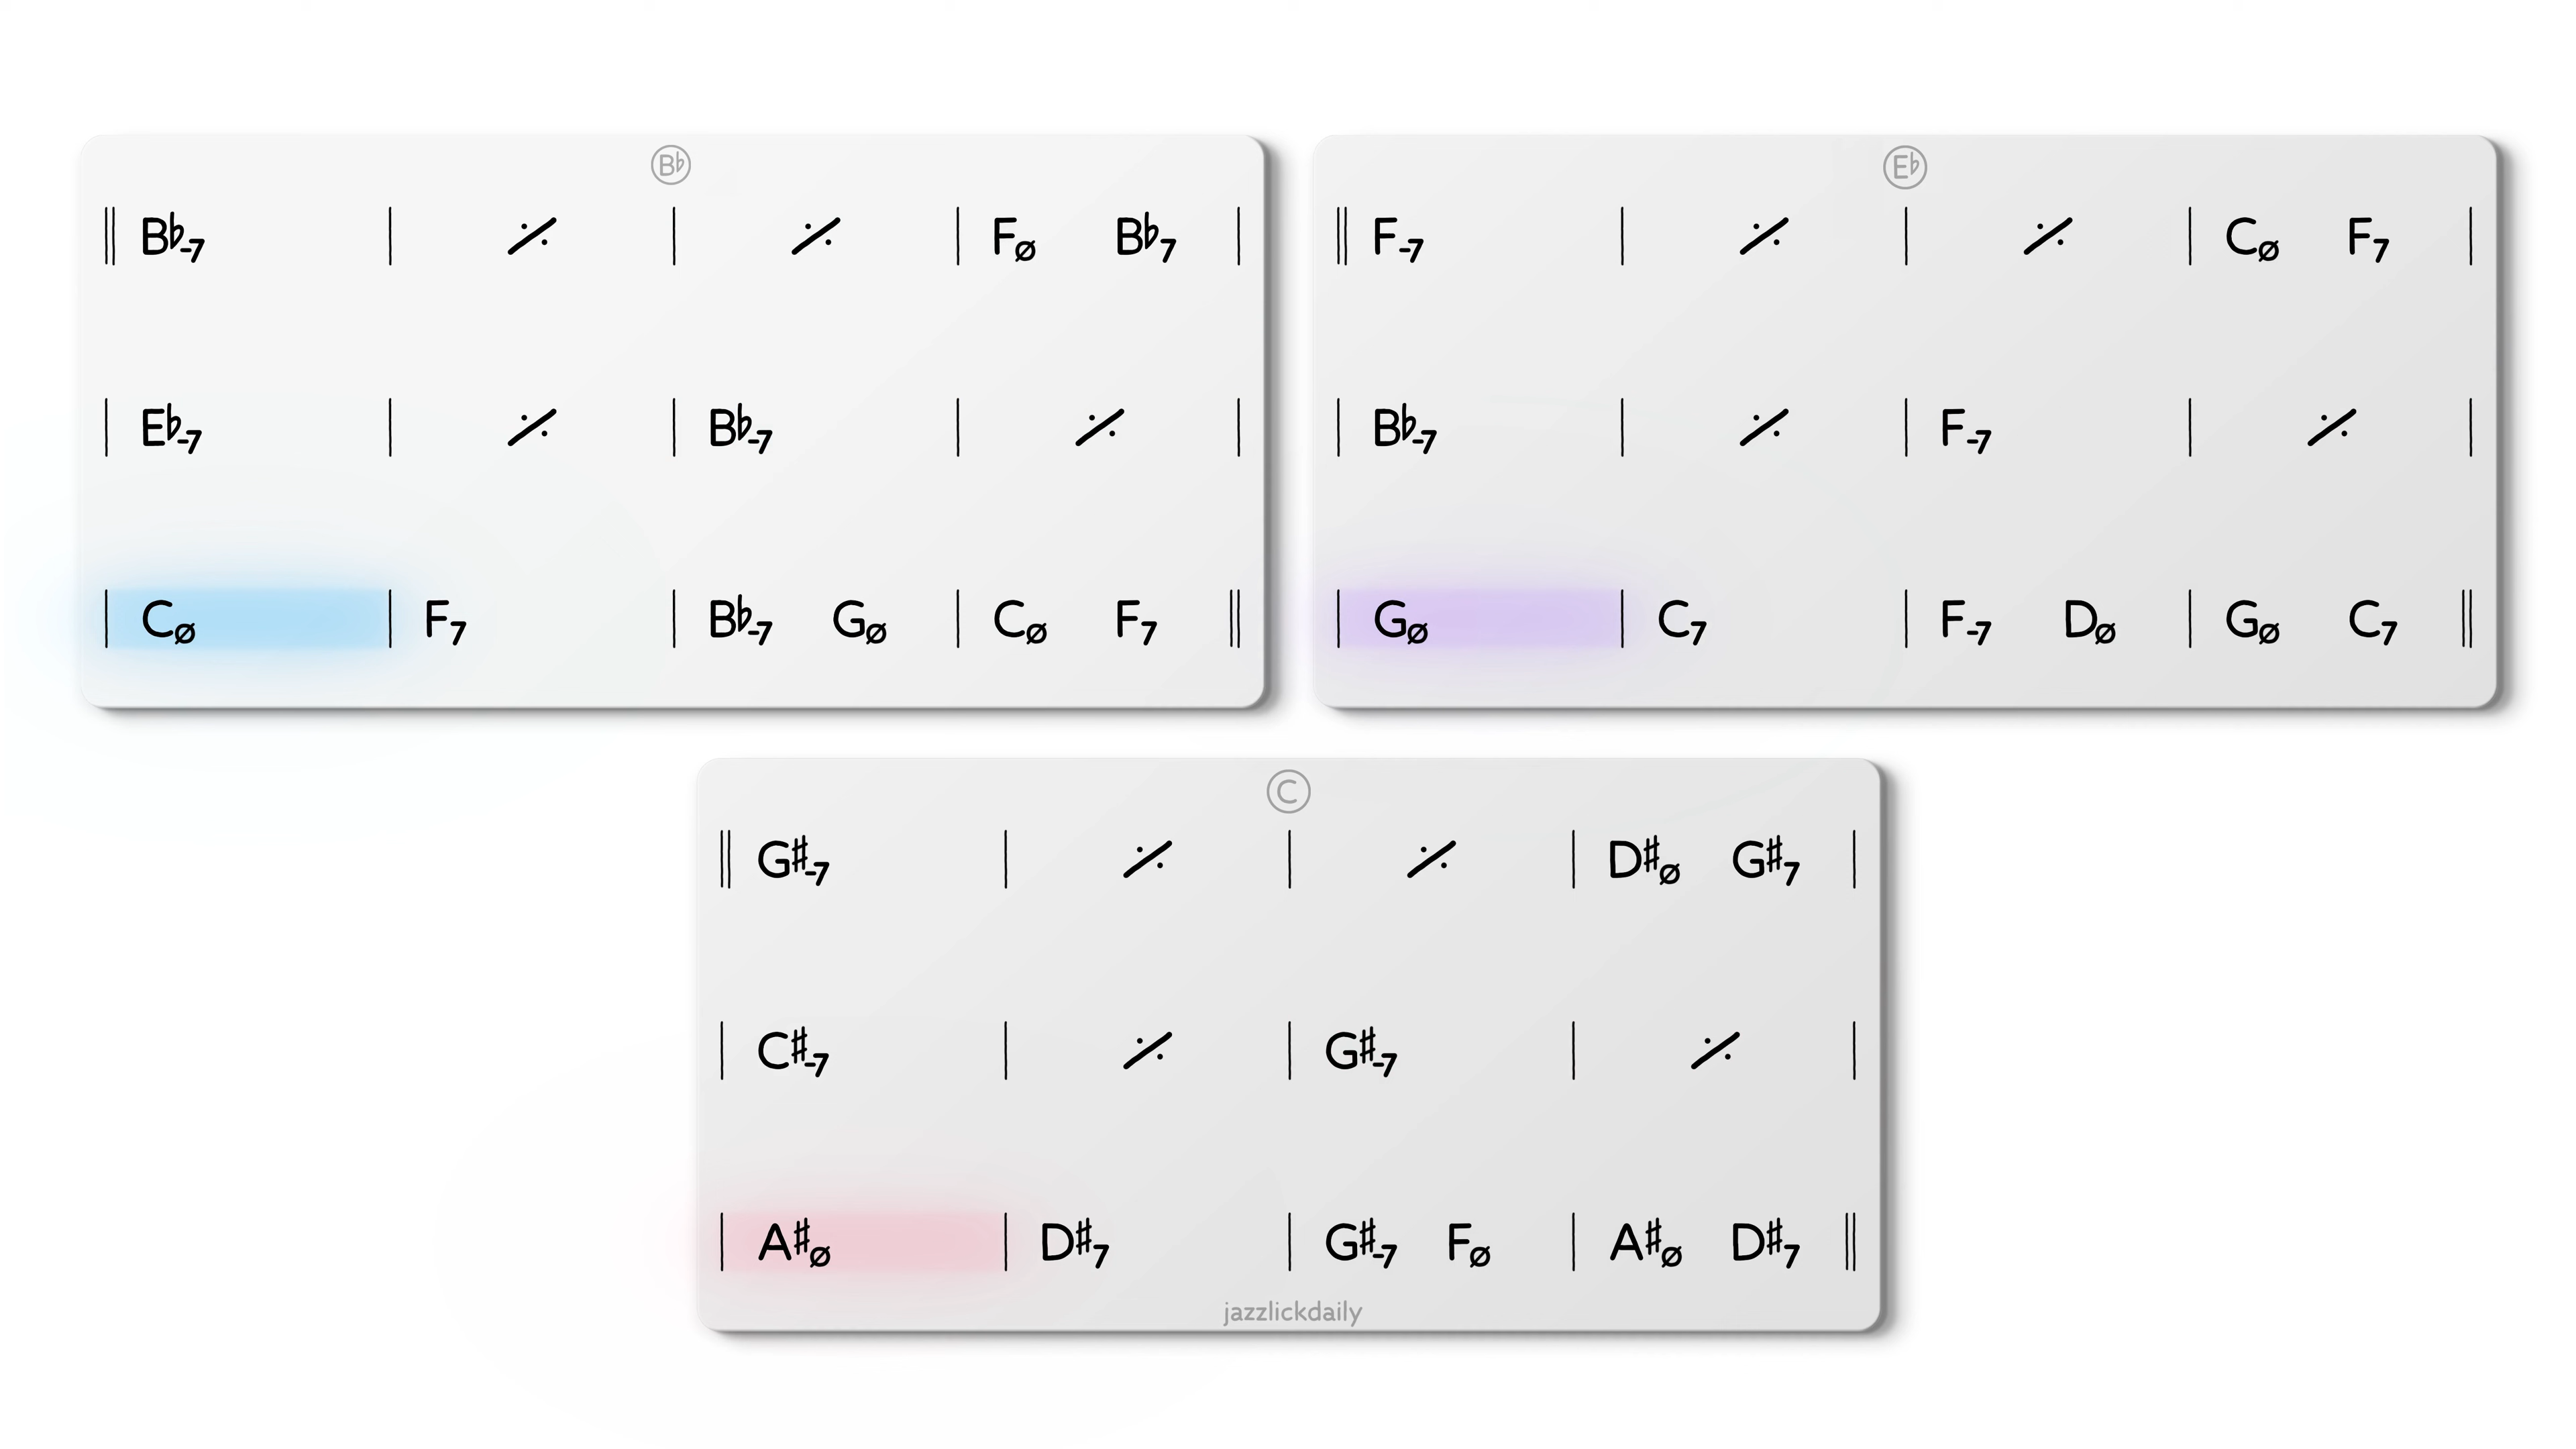 B♭
‖ B♭-7 | 𝄎 | 𝄎 | Fø B♭7 |
| E♭-7 | 𝄎 | B♭-7 | 𝄎 |
| Cø | F7 | B♭-7 Gø | Cø F7 ‖
E♭
‖ F-7 | 𝄎 | 𝄎 | Cø F7 |
| B♭-7 | 𝄎 | F-7 | 𝄎 |
| Gø | C7 | F-7 Dø | Gø C7 ‖
C
‖ G♯-7 | 𝄎 | 𝄎 | D♯ø G♯7 |
| C♯-7 | 𝄎 | G♯-7 | 𝄎 |
| A♯ø | D♯7 | G♯-7 Fø | A♯ø D♯7 ‖
jazzlickdaily